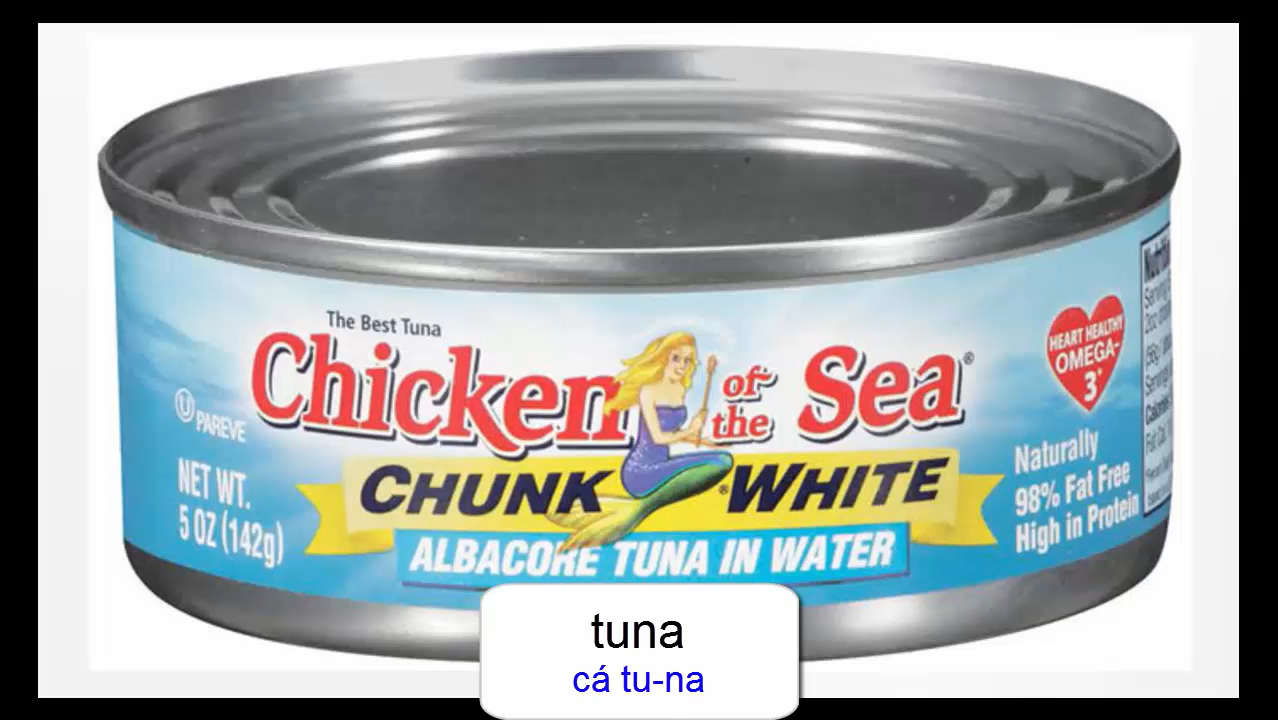 The Best Tuna
Chicken of the Sea®
U PAREVE
CHUNK ® WHITE
ALBACORE TUNA IN WATER
NET WT.
5 OZ (142g)
HEART HEALTHY
OMEGA-
3*
Naturally
98% Fat Free
High in Protein
tuna
cá tu-na